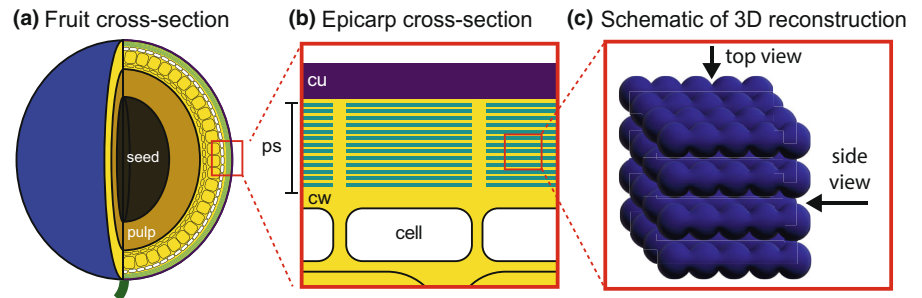 (a) Fruit cross-section
seed
pulp
(b) Epicarp cross-section
cu
ps
cw
cell
(c) Schematic of 3D reconstruction
top view
side
view